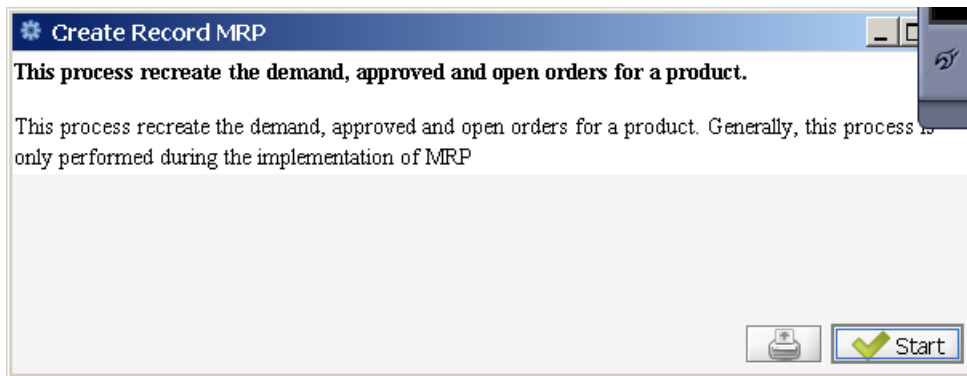 Create Record MRP
This process recreate the demand, approved and open orders for a product.
This process recreate the demand, approved and open orders for a product. Generally, this process is
only performed during the implementation of MRP
Start